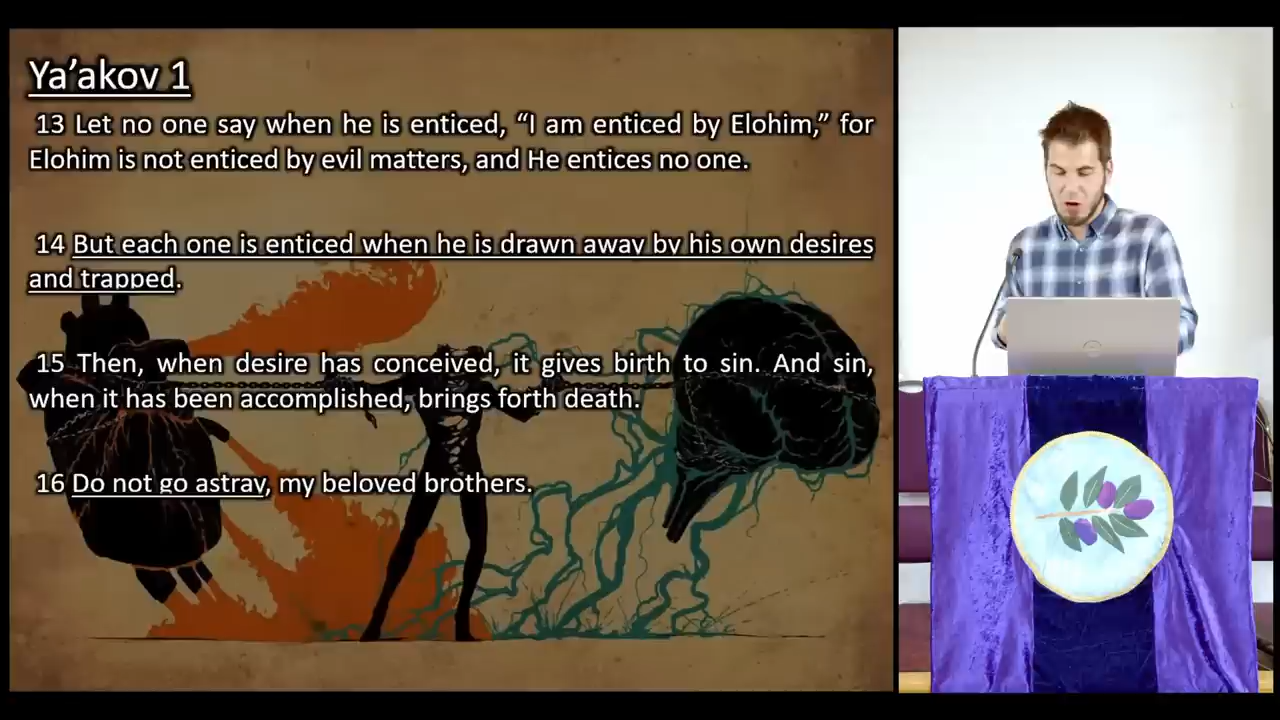 Ya’akov 1
13 Let no one say when he is enticed, “I am enticed by Elohim,” for
Elohim is not enticed by evil matters, and He entices no one.
14 But each one is enticed when he is drawn away by his own desires
and trapped.
15 Then, when desire has conceived, it gives birth to sin. And sin,
when it has been accomplished, brings forth death.
16 Do not go astray, my beloved brothers.